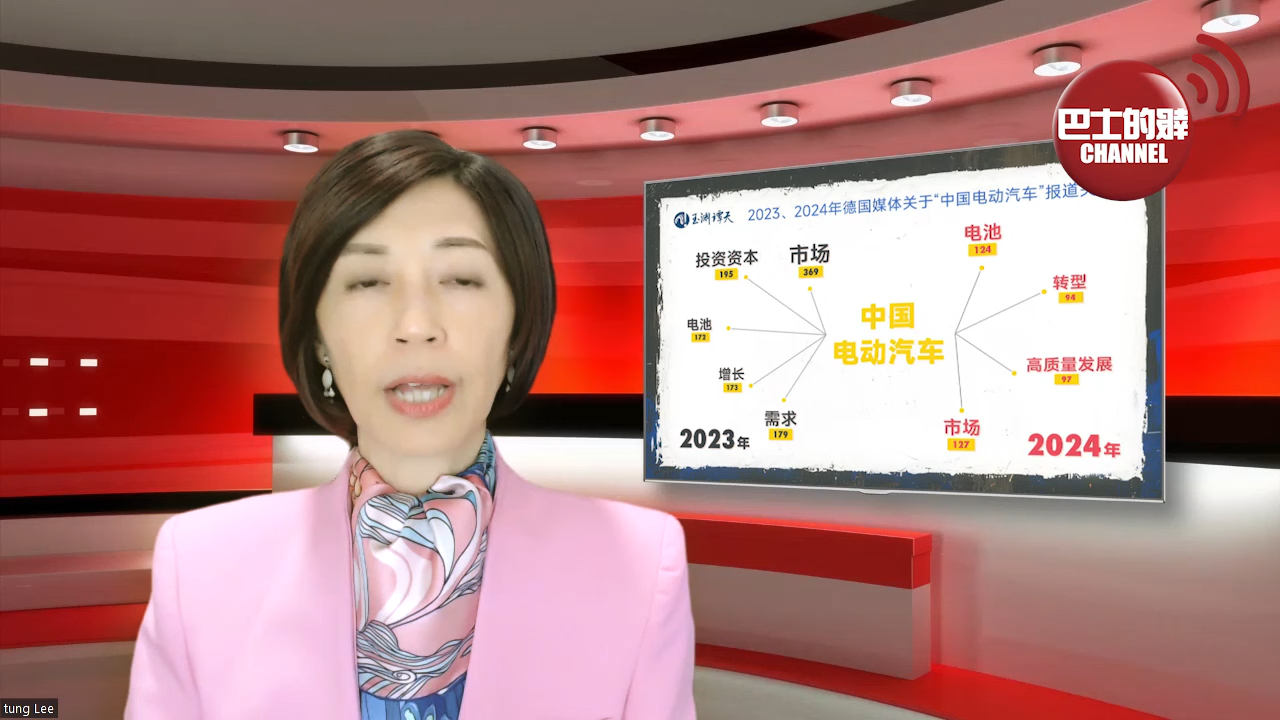 巴士的報
CHANNEL
玉渊谭天
2023、2024年德国媒体关于“中国电动汽车”报道
投资资本
195
市场
369
电池
172
增长
173
需求
179
2023年
中国
电动汽车
电池
124
转型
94
高质量发展
97
市场
127
2024年
tung Lee